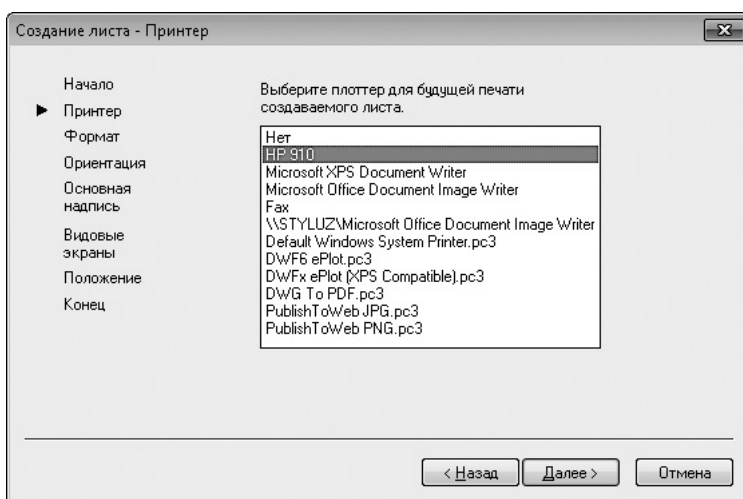 Создание листа - Принтер
Начало
Принтер
Формат
Ориентация
Основная
надпись
Видовые
экраны
Положение
Конец
Выберите плоттер для будущей печати
создаваемого листа.
Нет
HP 910
Microsoft XPS Document Writer
Microsoft Office Document Image Writer
Fax
\\STYLUZ\Microsoft Office Document Image Writer
Default Windows System Printer.pc3
DWF6 ePlot.pc3
DWFx ePlot (XPS Compatible).pc3
DWG To PDF.pc3
PublishToWeb JPG.pc3
PublishToWeb PNG.pc3
< Назад
Далее >
Отмена